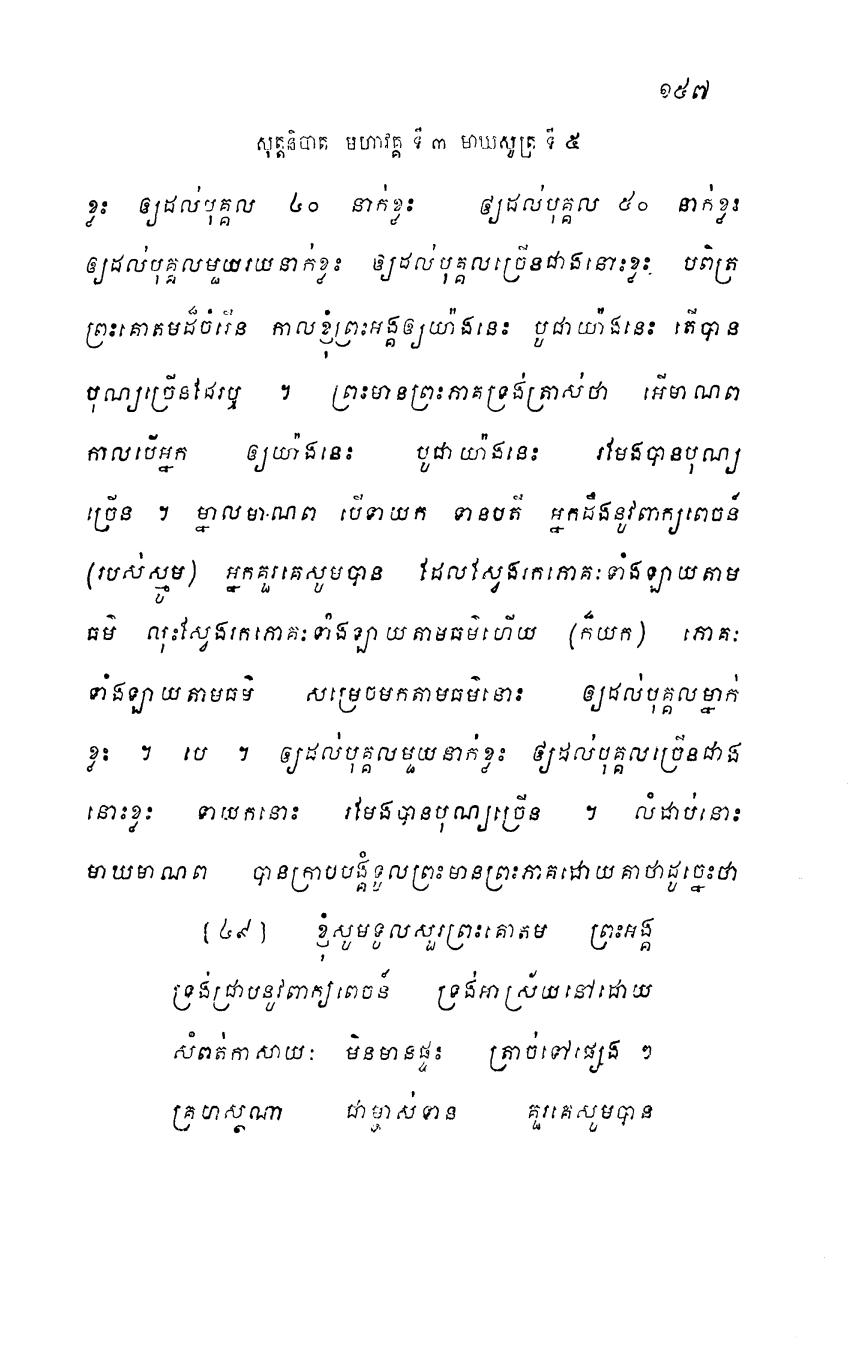 ១៥៧
សុត្តនិបាត មហាវគ្គ ទី ៣ មាឃសូត្រ ទី ៥
ខ្លះ ឲ្យដល់បុគ្គល ៤០ នាក់ខ្លះ ឲ្យដល់បុគ្គល ៥០ នាក់ខ្លះ
ឲ្យដល់បុគ្គលមួយរយនាក់ខ្លះ ឲ្យដល់បុគ្គលច្រើនជាងនោះខ្លះ បពិត្រ
ព្រះគោតមដ៏ចំរើន កាលខ្ញុំព្រះអង្គឲ្យយ៉ាងនេះ បូជាយ៉ាងនេះ តើបាន
បុណ្យច្រើនដែរឬ ។ ព្រះមានព្រះភាគទ្រង់ត្រាស់ថា អើមាណព
កាលបើអ្នក ឲ្យយ៉ាងនេះ បូជាយ៉ាងនេះ រមែងបានបុណ្យ
ច្រើន ។ ម្នាលមាណព បើទាយក ទានបតី អ្នកដឹងនូវពាក្យពេចន៍
(របស់ស្មូម) អ្នកគួរគេសូមបាន ដែលស្វែងរកភោគៈទាំងឡាយតាម
ធម៌ លុះស្វែងរកភោគៈទាំងឡាយតាមធម៌ហើយ (ក៏យក) ភោគៈ
ទាំងឡាយតាមធម៌ សម្រេចមកតាមធម៌នោះ ឲ្យដល់បុគ្គលម្នាក់
ខ្លះ ។ បេ ។ ឲ្យដល់បុគ្គលមួយនាក់ខ្លះ ឲ្យដល់បុគ្គលច្រើនជាង
នោះខ្លះ ទាយកនោះ រមែងបានបុណ្យច្រើន ។ លំដាប់នោះ
មាឃមាណព បានក្រាបបង្គំទូលព្រះមានព្រះភាគដោយគាថាដូច្នេះថា
(៤៩) ខ្ញុំសូមទូលសួរព្រះគោតម ព្រះអង្គ
ទ្រង់ជ្រាបនូវពាក្យពេចន៍ ទ្រង់អាស្រ័យនៅដោយ
សំពត់កាសាយៈ មិនមានផ្ទះ ត្រាច់ទៅផ្សេង ៗ
គ្រហស្ថណា ជាម្ចាស់ទាន គួរគេសូមបាន